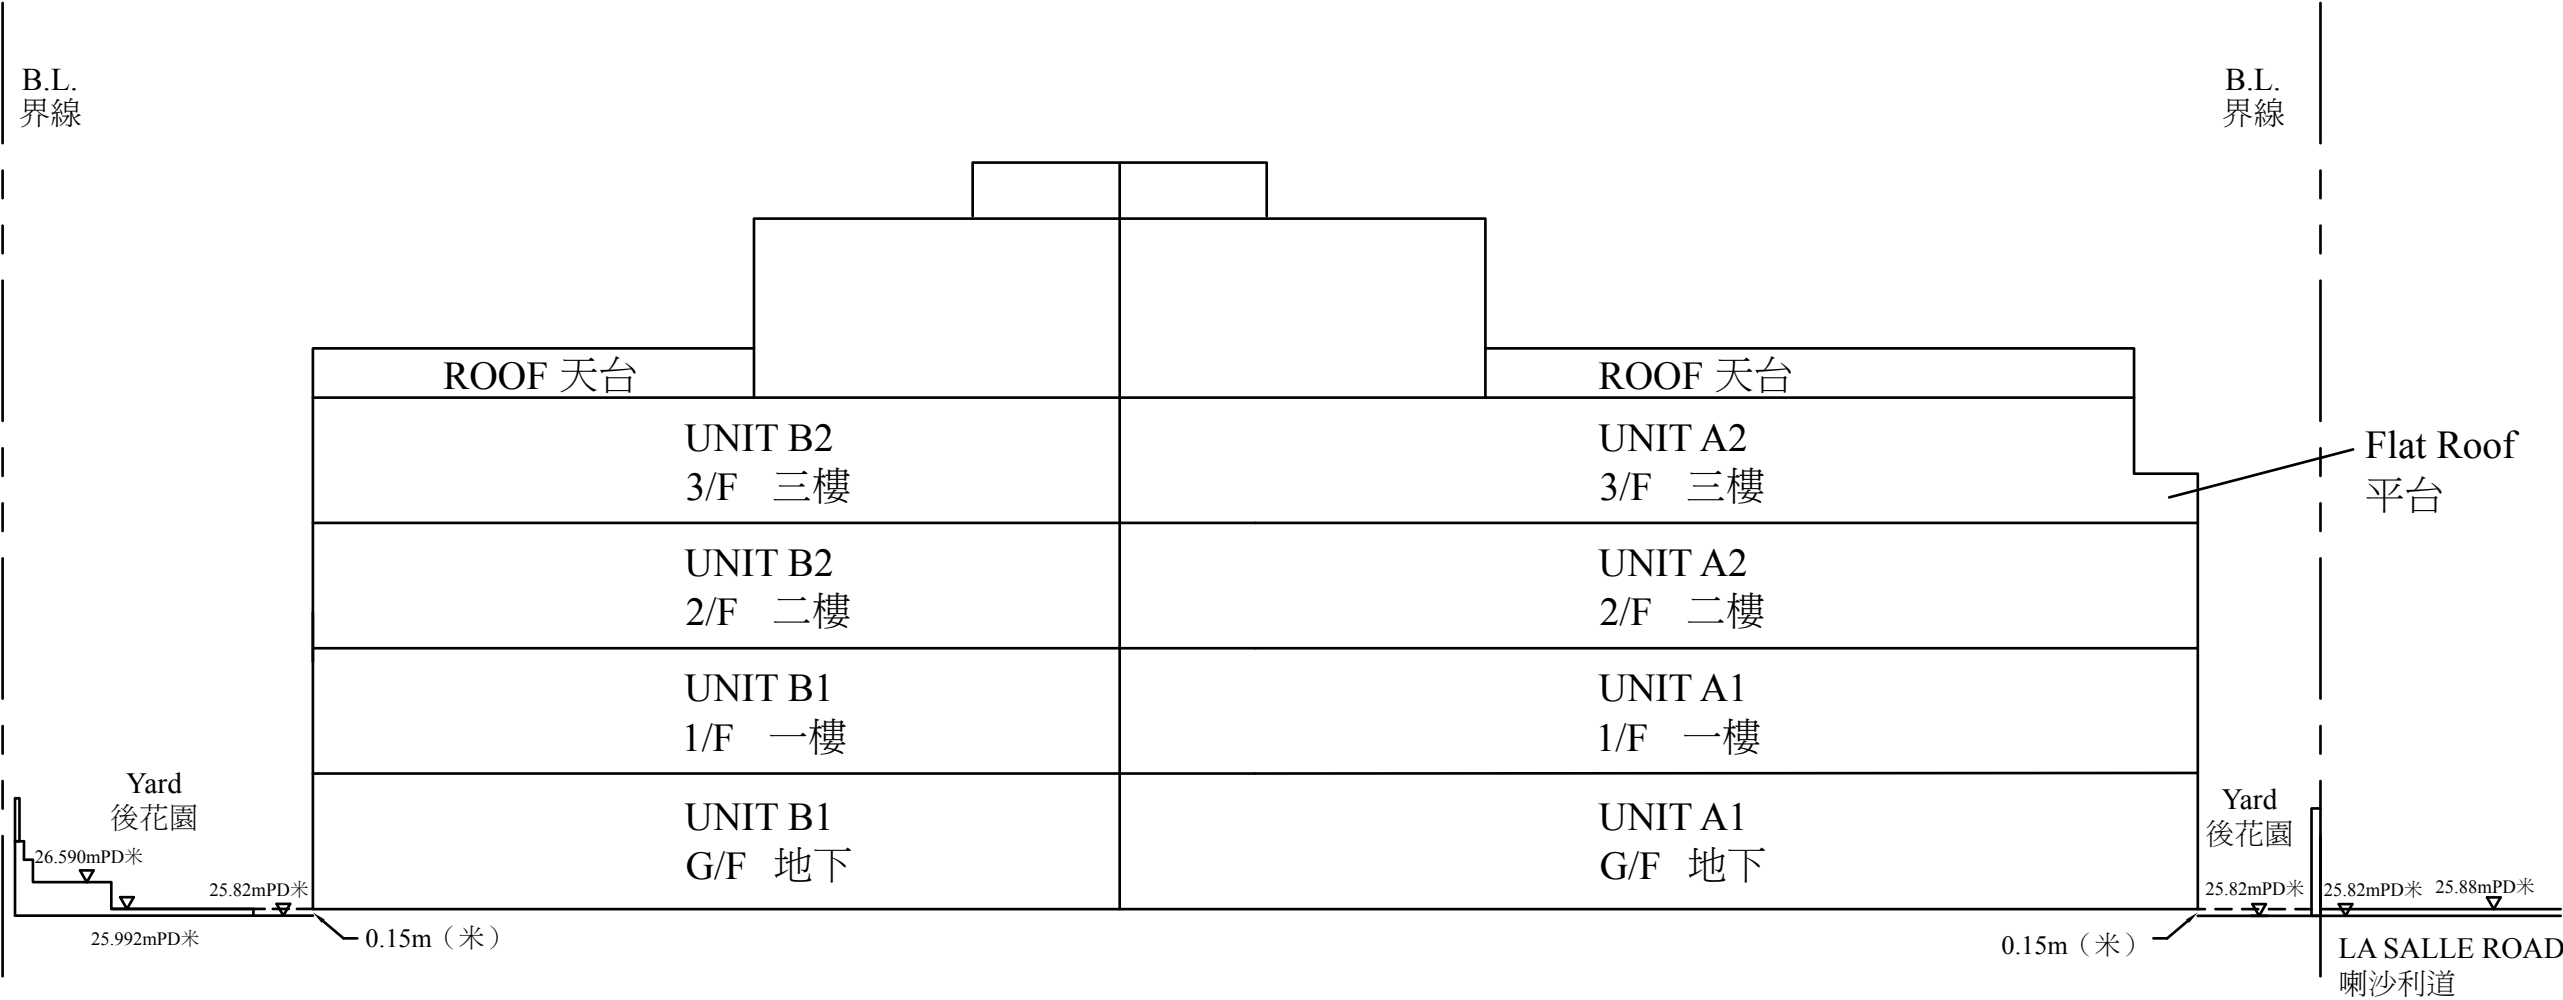 B.L.
界線
B.L.
界線
ROOF 天台
ROOF 天台
UNIT B2
3/F 三樓
UNIT A2
3/F 三樓
Flat Roof
平台
UNIT B2
2/F 二樓
UNIT A2
2/F 二樓
UNIT B1
1/F 一樓
UNIT A1
1/F 一樓
Yard
後花園
UNIT B1
G/F 地下
UNIT A1
G/F 地下
Yard
後花園
26.590mPD米
25.82mPD米
25.992mPD米
0.15m（米）
25.82mPD米
25.82mPD米
25.88mPD米
0.15m（米）
LA SALLE ROAD
喇沙利道